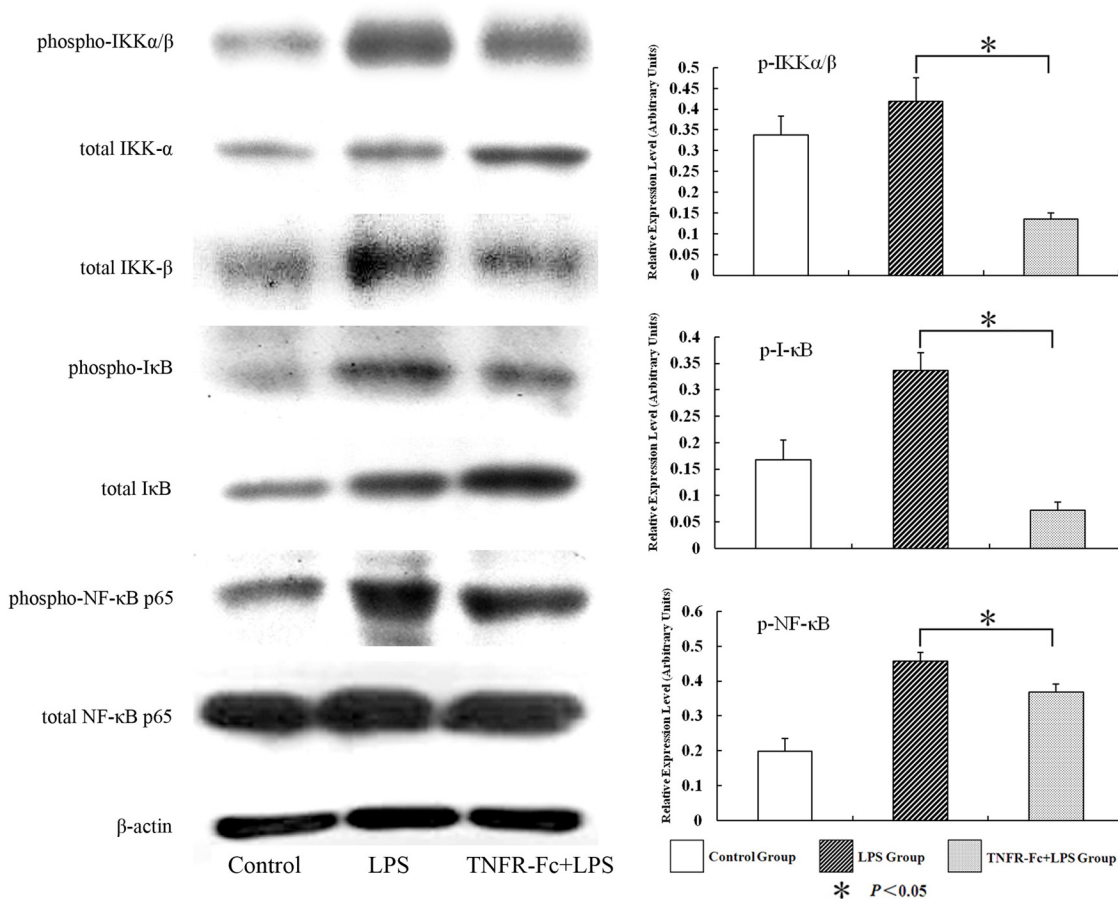 phospho-IKKα/β
total IKK-α
total IKK-β
phospho-IκB
total IκB
phospho-NF-κB p65
total NF-κB p65
β-actin
Control LPS TNFR-Fc+LPS
p-IKKα/β
*
Relative Expression Level (Arbitrary Units)
0.5
0.45
0.4
0.35
0.3
0.25
0.2
0.15
0.1
0.05
0
p-I-κB
*
Relative Expression Level (Arbitrary Units)
0.4
0.35
0.3
0.25
0.2
0.15
0.1
0.05
0
p-NF-κB
*
Relative Expression Level (Arbitrary Units)
0.6
0.5
0.4
0.3
0.2
0.1
0
Control Group LPS Group TNFR-Fc+LPS Group
* P<0.05